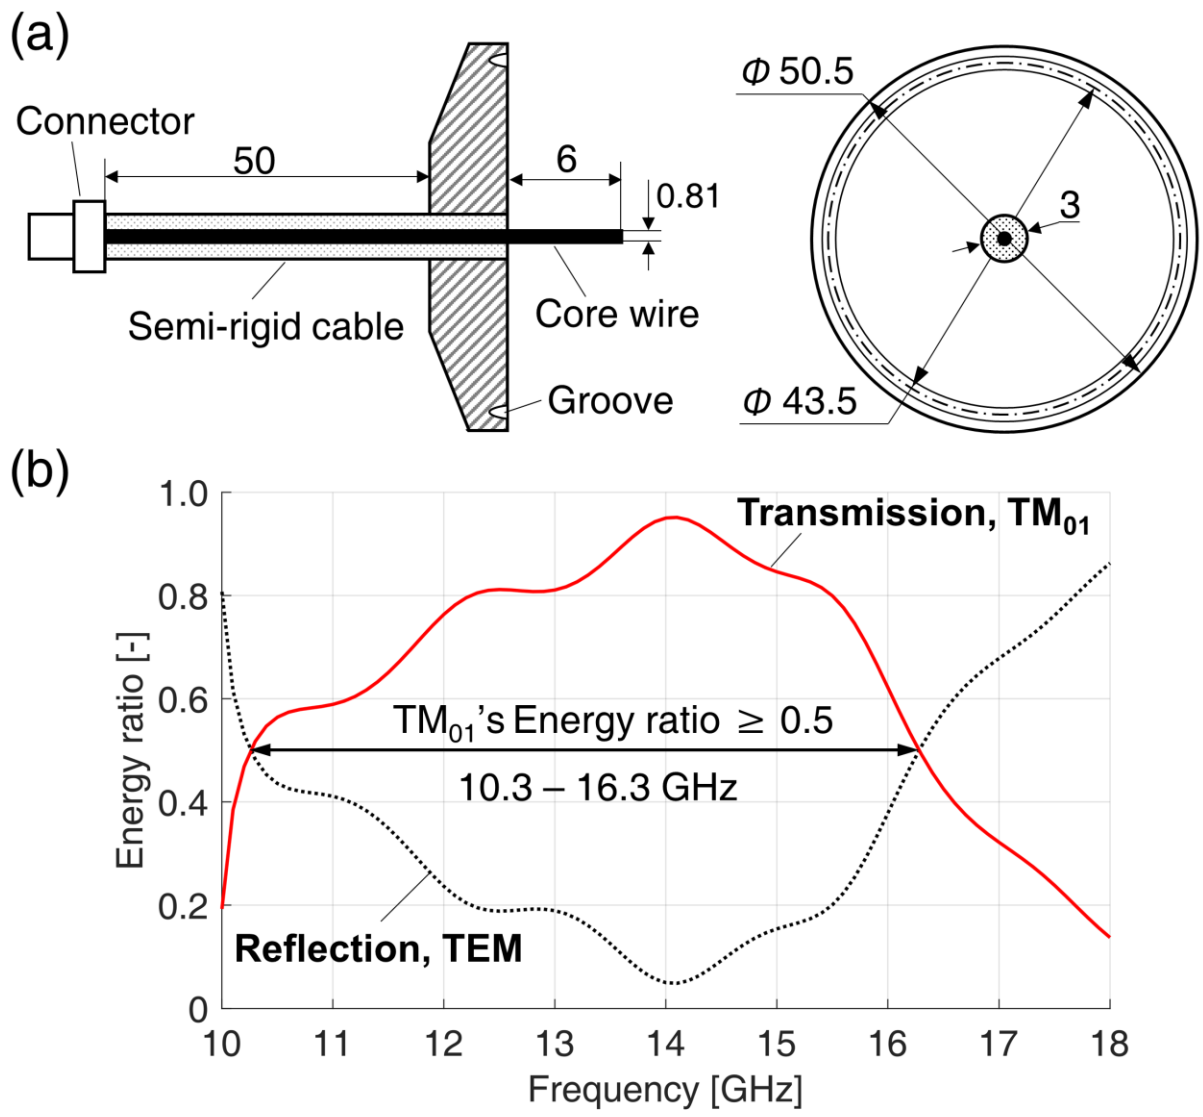 (a)
Connector
50
6
0.81
Semi-rigid cable
Core wire
Groove
Φ 50.5
3
Φ 43.5
(b)
1.0
0.8
0.6
0.4
0.2
0
Energy ratio [-]
Transmission, TM₀₁
TM₀₁'s Energy ratio ≥ 0.5
10.3 – 16.3 GHz
Reflection, TEM
10 11 12 13 14 15 16 17 18
Frequency [GHz]